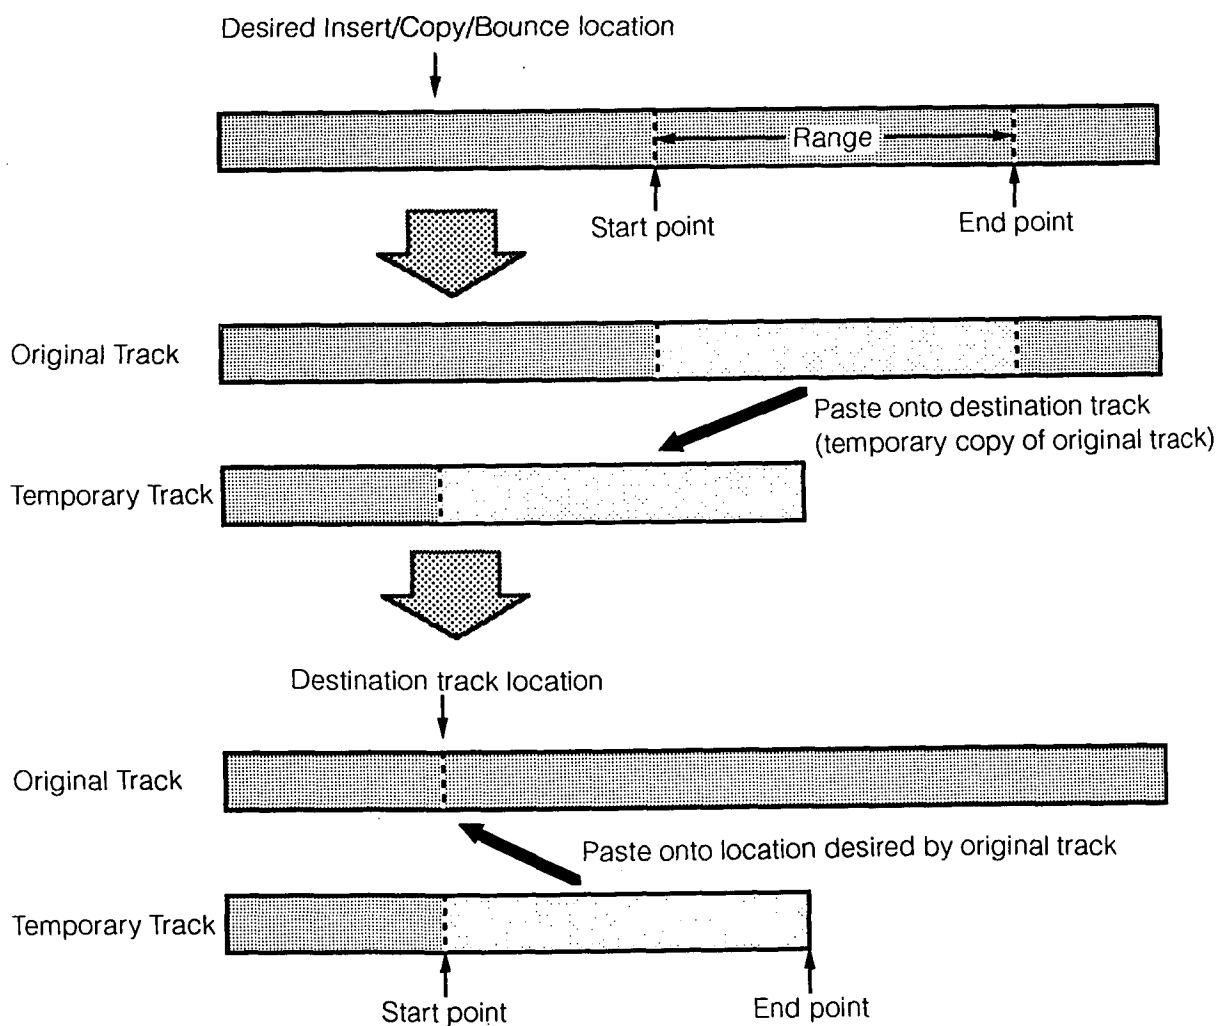 Desired Insert/Copy/Bounce location
Range
Start point
End point
Original Track
Paste onto destination track
(temporary copy of original track)
Temporary Track
Destination track location
Original Track
Paste onto location desired by original track
Temporary Track
Start point
End point